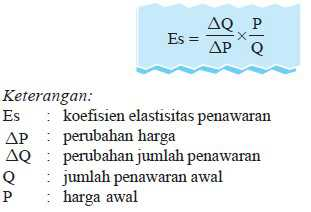 Es = ΔQ/ΔP × P/Q
Keterangan:
Es : koefisien elastisitas penawaran
ΔP : perubahan harga
ΔQ : perubahan jumlah penawaran
Q : jumlah penawaran awal
P : harga awal